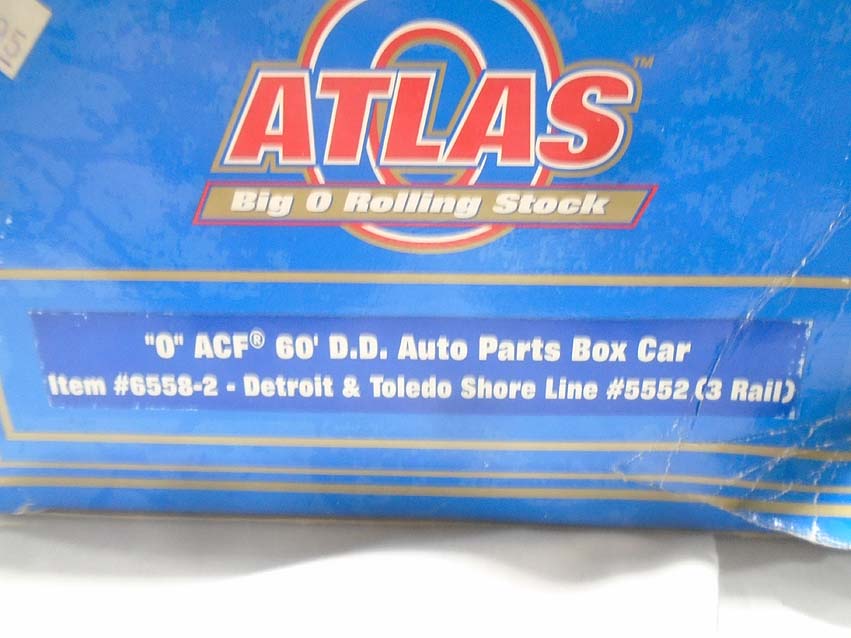 ATLAS™
Big O Rolling Stock
"O" ACF® 60' D.D. Auto Parts Box Car
Item #6558-2 - Detroit & Toledo Shore Line #5552 (3 Rail)